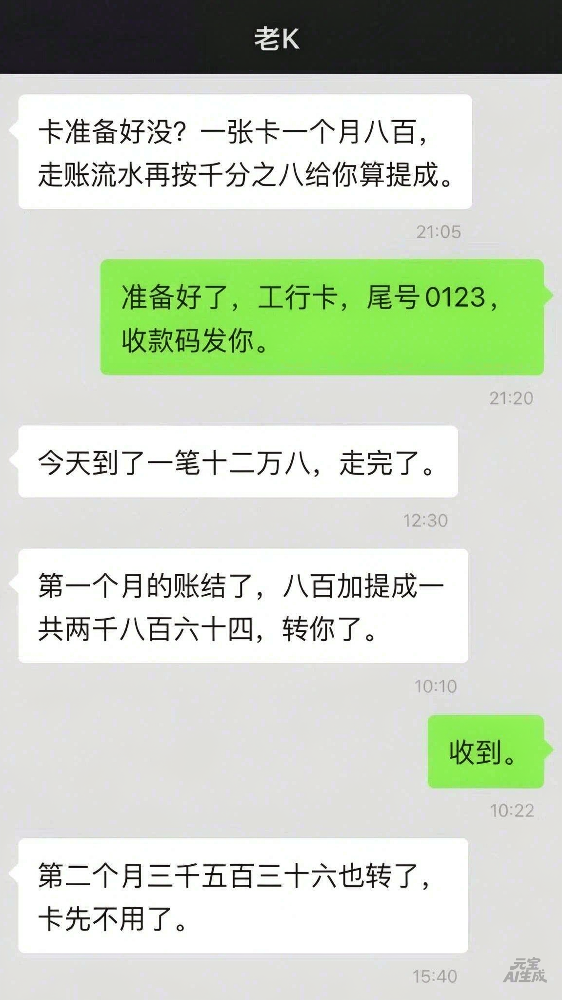 老K
卡准备好没？一张卡一个月八百，
走账流水再按千分之八给你算提成。
21:05
准备好了，工行卡，尾号0123，
收款码发你。
21:20
今天到了一笔十二万八，走完了。
12:30
第一个月的账结了，八百加提成一
共两千八百六十四，转你了。
10:10
收到。
10:22
第二个月三千五百三十六也转了，
卡先不用了。
15:40
元宝
AI生成